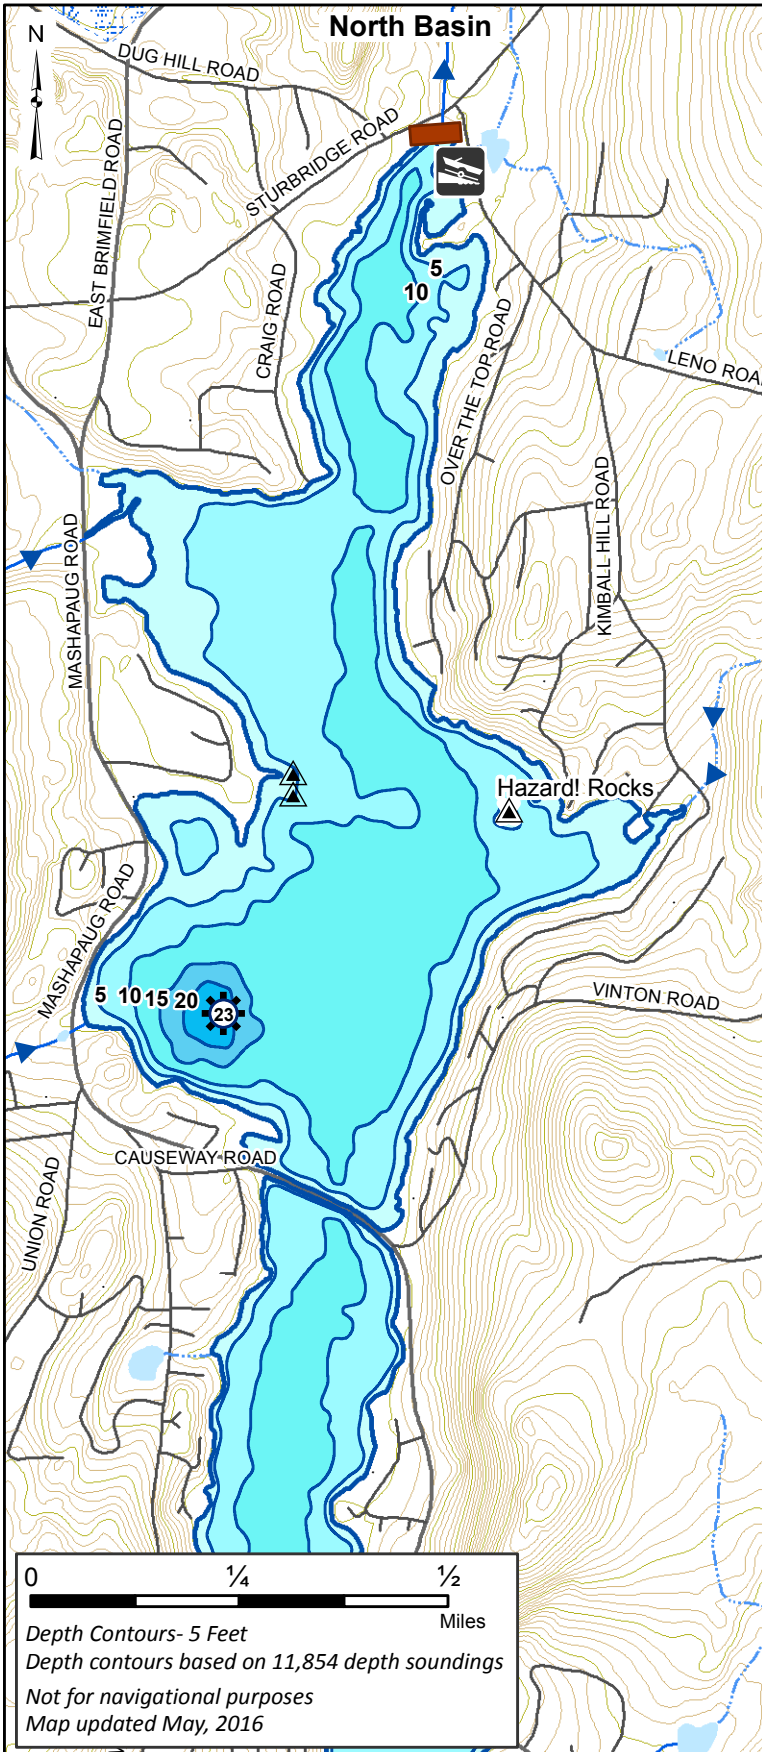 North Basin
N
DUG HILL ROAD
STURBRIDGE ROAD
EAST BRIMFIELD ROAD
CRAIG ROAD
5
10
OVER THE TOP ROAD
LENO ROAD
KIMBALL HILL ROAD
MASHAPAUG ROAD
Hazard! Rocks
MASHAPAUG ROAD
5 10 15 20 23
VINTON ROAD
CAUSEWAY ROAD
UNION ROAD
0 ¼ ½
Miles
Depth Contours- 5 Feet
Depth contours based on 11,854 depth soundings
Not for navigational purposes
Map updated May, 2016